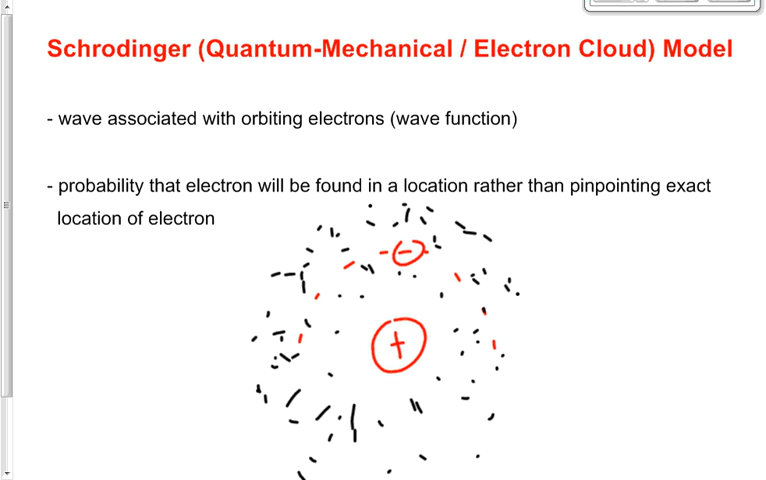 Schrodinger (Quantum-Mechanical / Electron Cloud) Model
- wave associated with orbiting electrons (wave function)
- probability that electron will be found in a location rather than pinpointing exact
location of electron
-
+